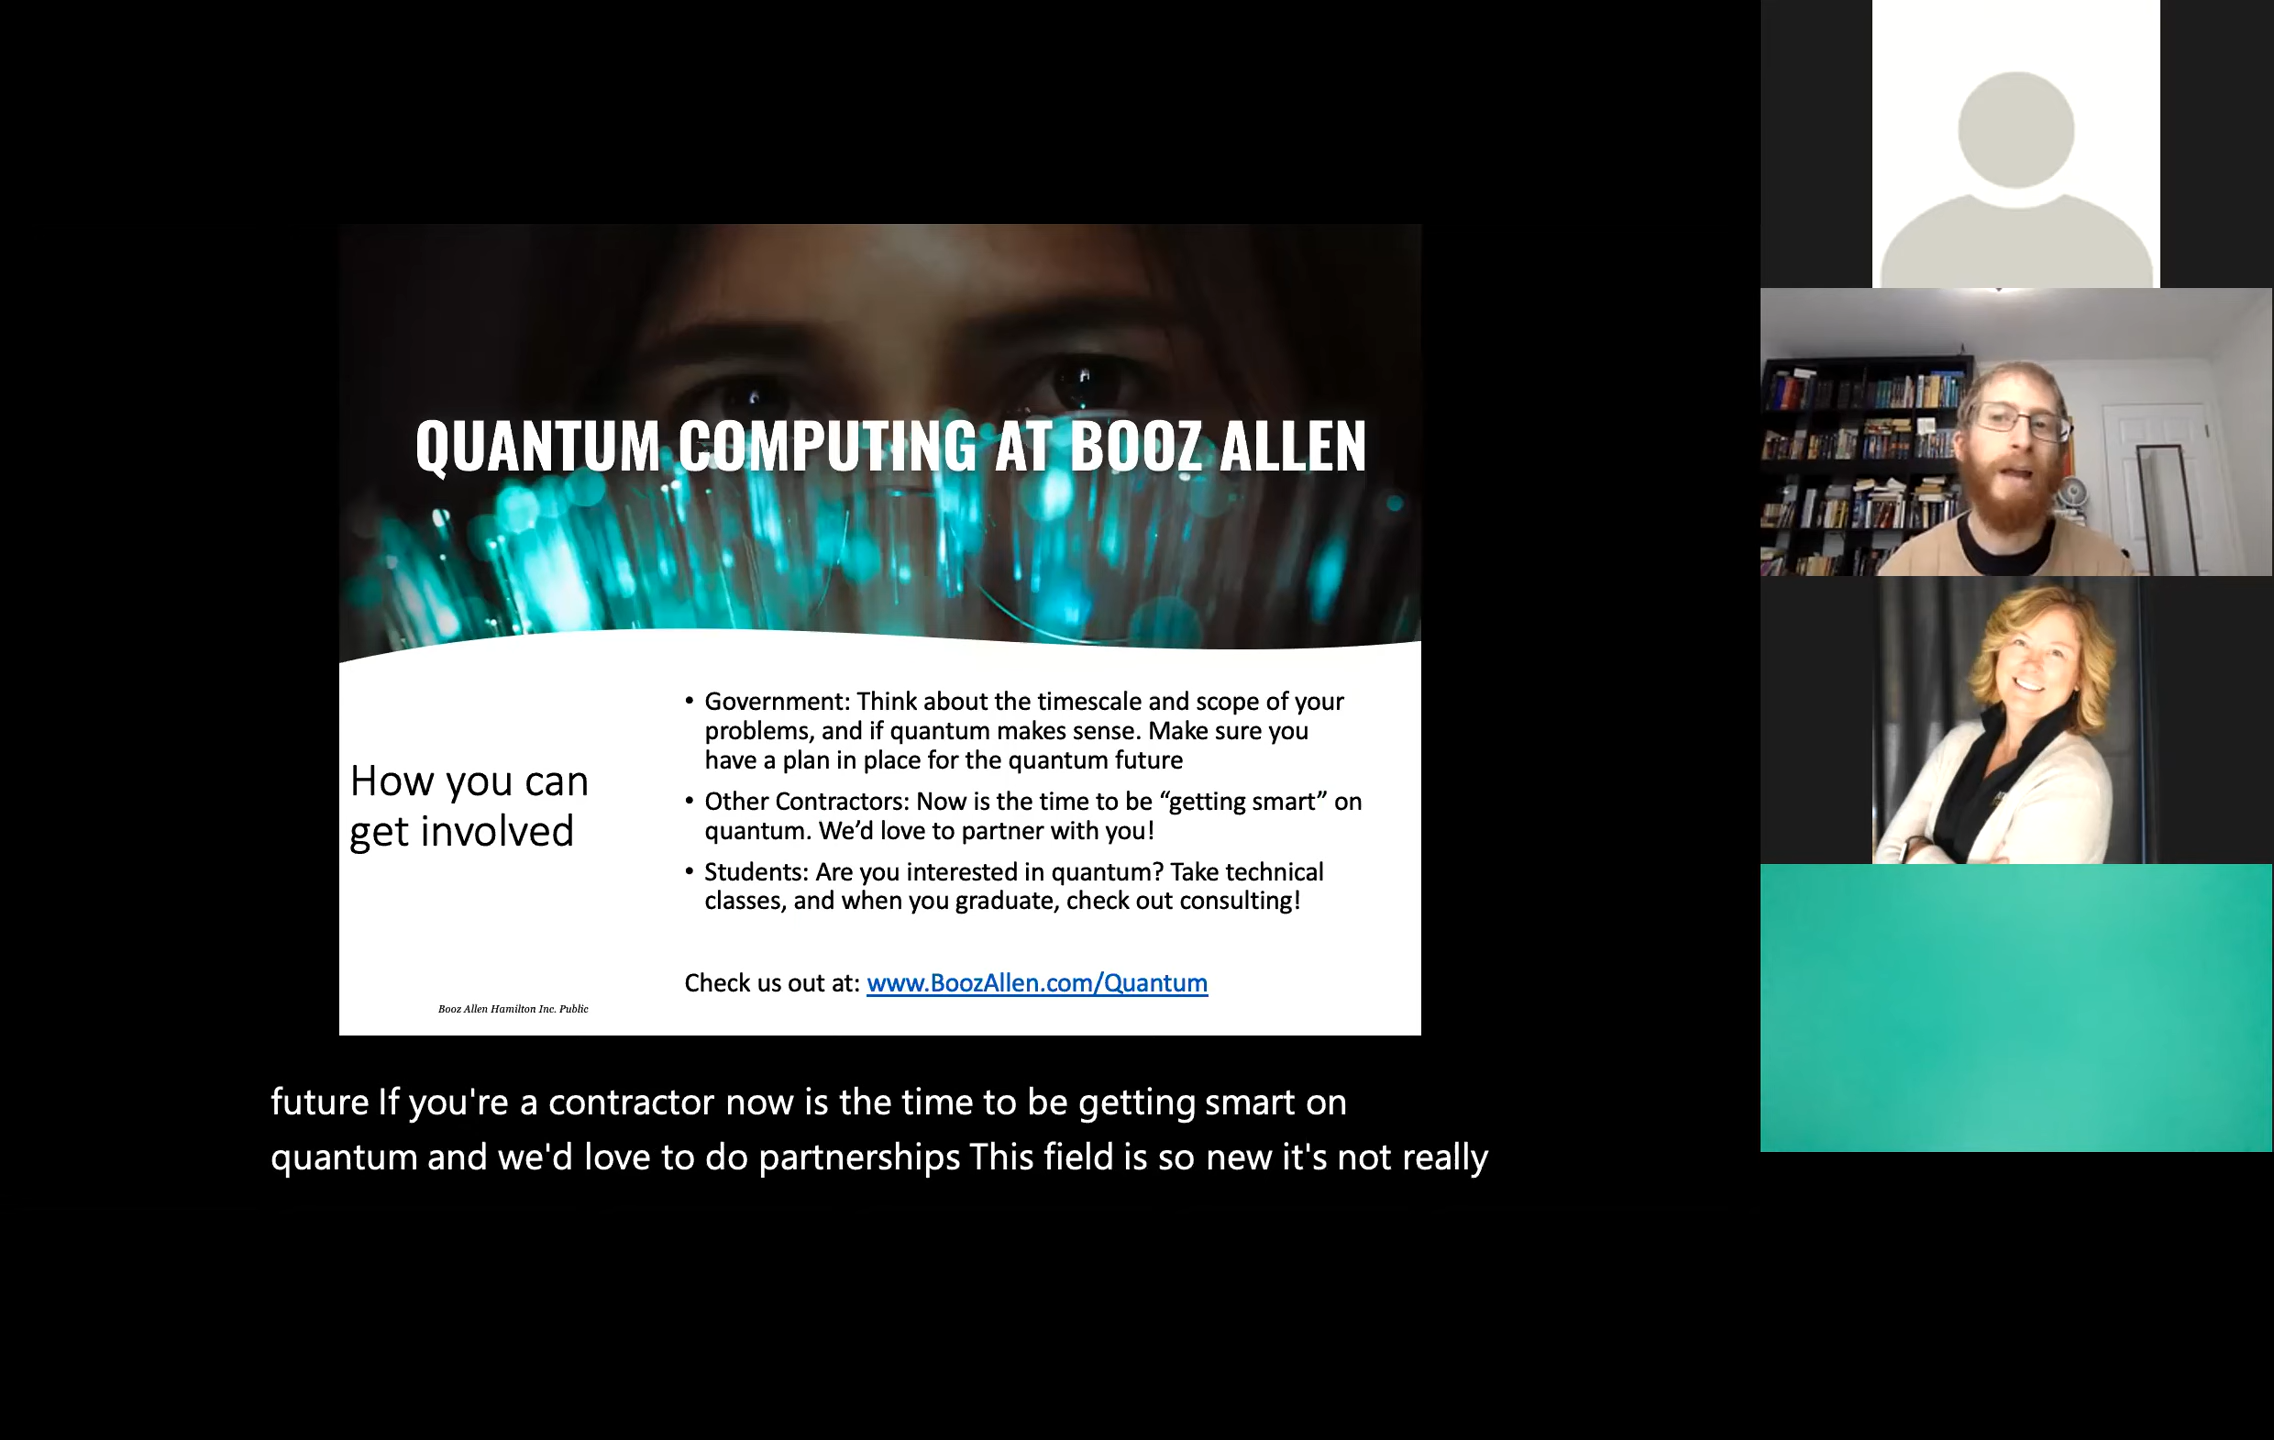 QUANTUM COMPUTING AT BOOZ ALLEN
How you can
get involved
• Government: Think about the timescale and scope of your
problems, and if quantum makes sense. Make sure you
have a plan in place for the quantum future
• Other Contractors: Now is the time to be “getting smart” on
quantum. We’d love to partner with you!
• Students: Are you interested in quantum? Take technical
classes, and when you graduate, check out consulting!
Check us out at: www.BoozAllen.com/Quantum
Booz Allen Hamilton Inc. Public
future If you're a contractor now is the time to be getting smart on
quantum and we'd love to do partnerships This field is so new it's not really